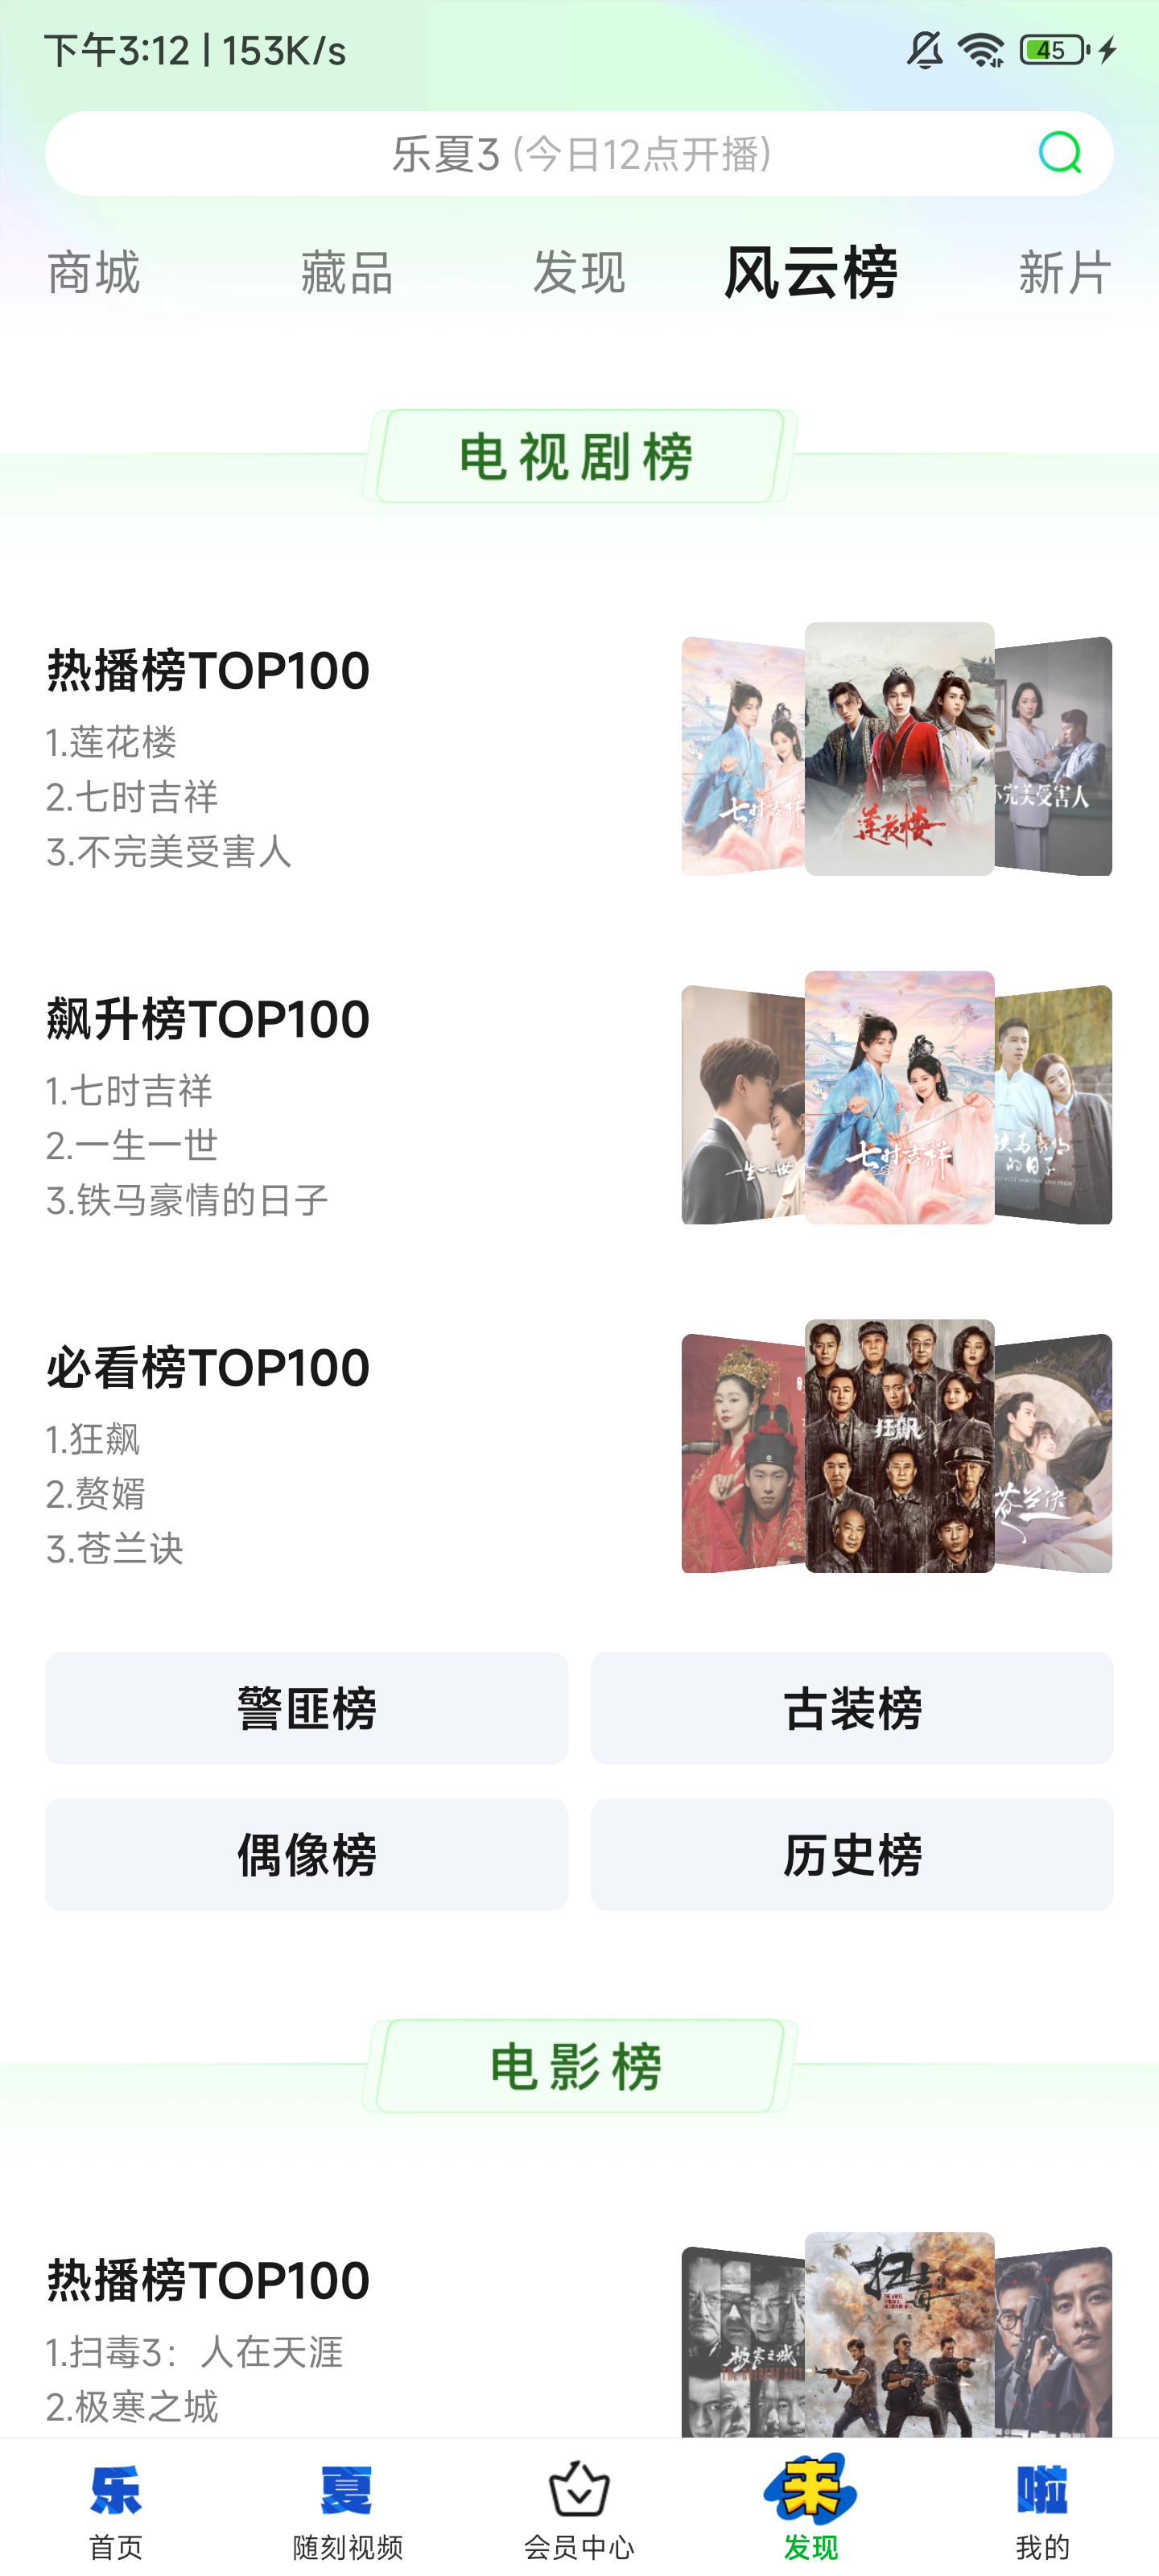 下午3:12 | 153K/s
45
乐夏3 (今日12点开播)
商城 藏品 发现 风云榜 新片
电视剧榜
热播榜TOP100
1.莲花楼
2.七时吉祥
3.不完美受害人
七时吉祥
莲花楼
不完美受害人
飙升榜TOP100
1.七时吉祥
2.一生一世
3.铁马豪情的日子
一生一世
七时吉祥
铁马豪情的日子
必看榜TOP100
1.狂飙
2.赘婿
3.苍兰诀
狂飙
苍兰诀
警匪榜 古装榜
偶像榜 历史榜
电影榜
热播榜TOP100
1.扫毒3：人在天涯
2.极寒之城
极寒之城
扫毒
乐 夏 来 啦
首页 随刻视频 会员中心 发现 我的